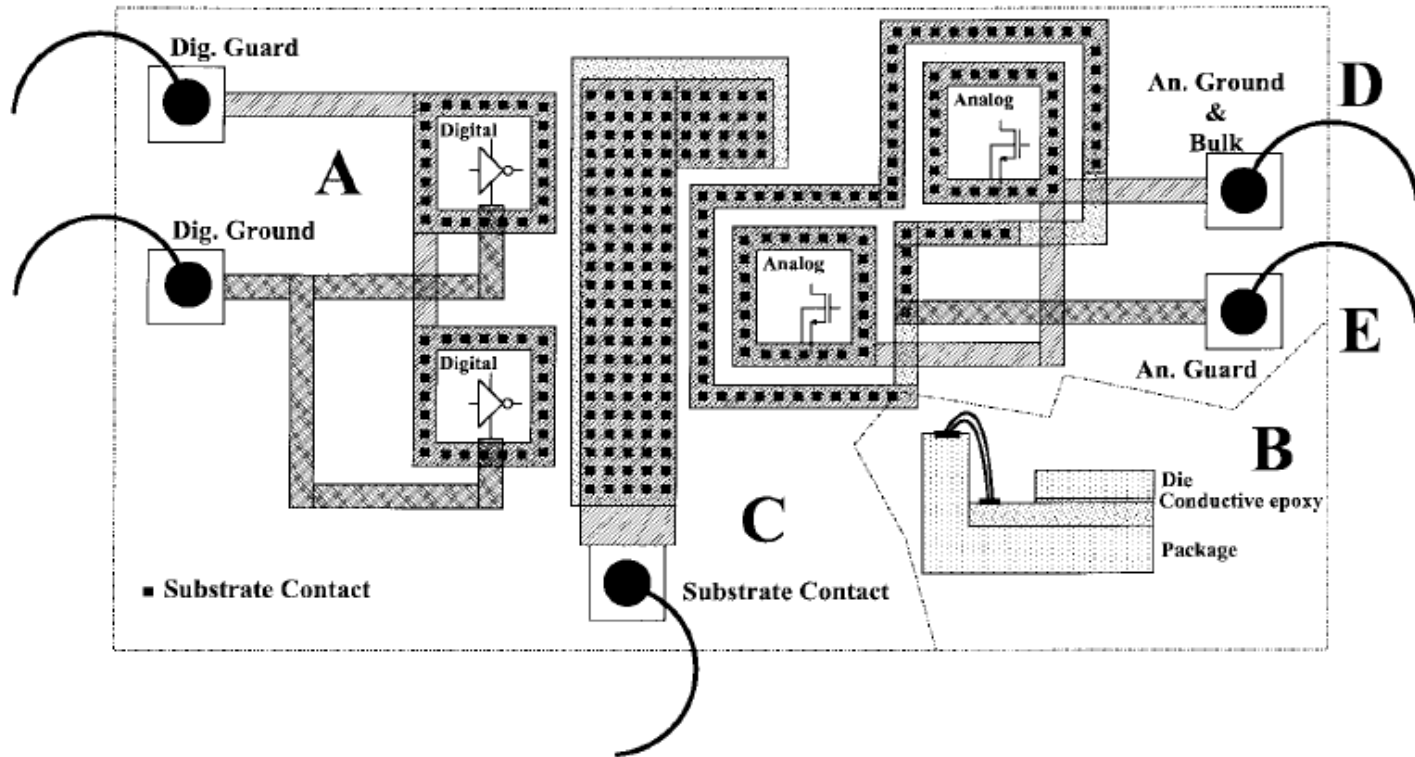 Dig. Guard
A
Digital
Dig. Ground
Digital
■ Substrate Contact
Substrate Contact
C
Analog
Analog
An. Ground
&
Bulk
D
E
An. Guard
B
Die
Conductive epoxy
Package